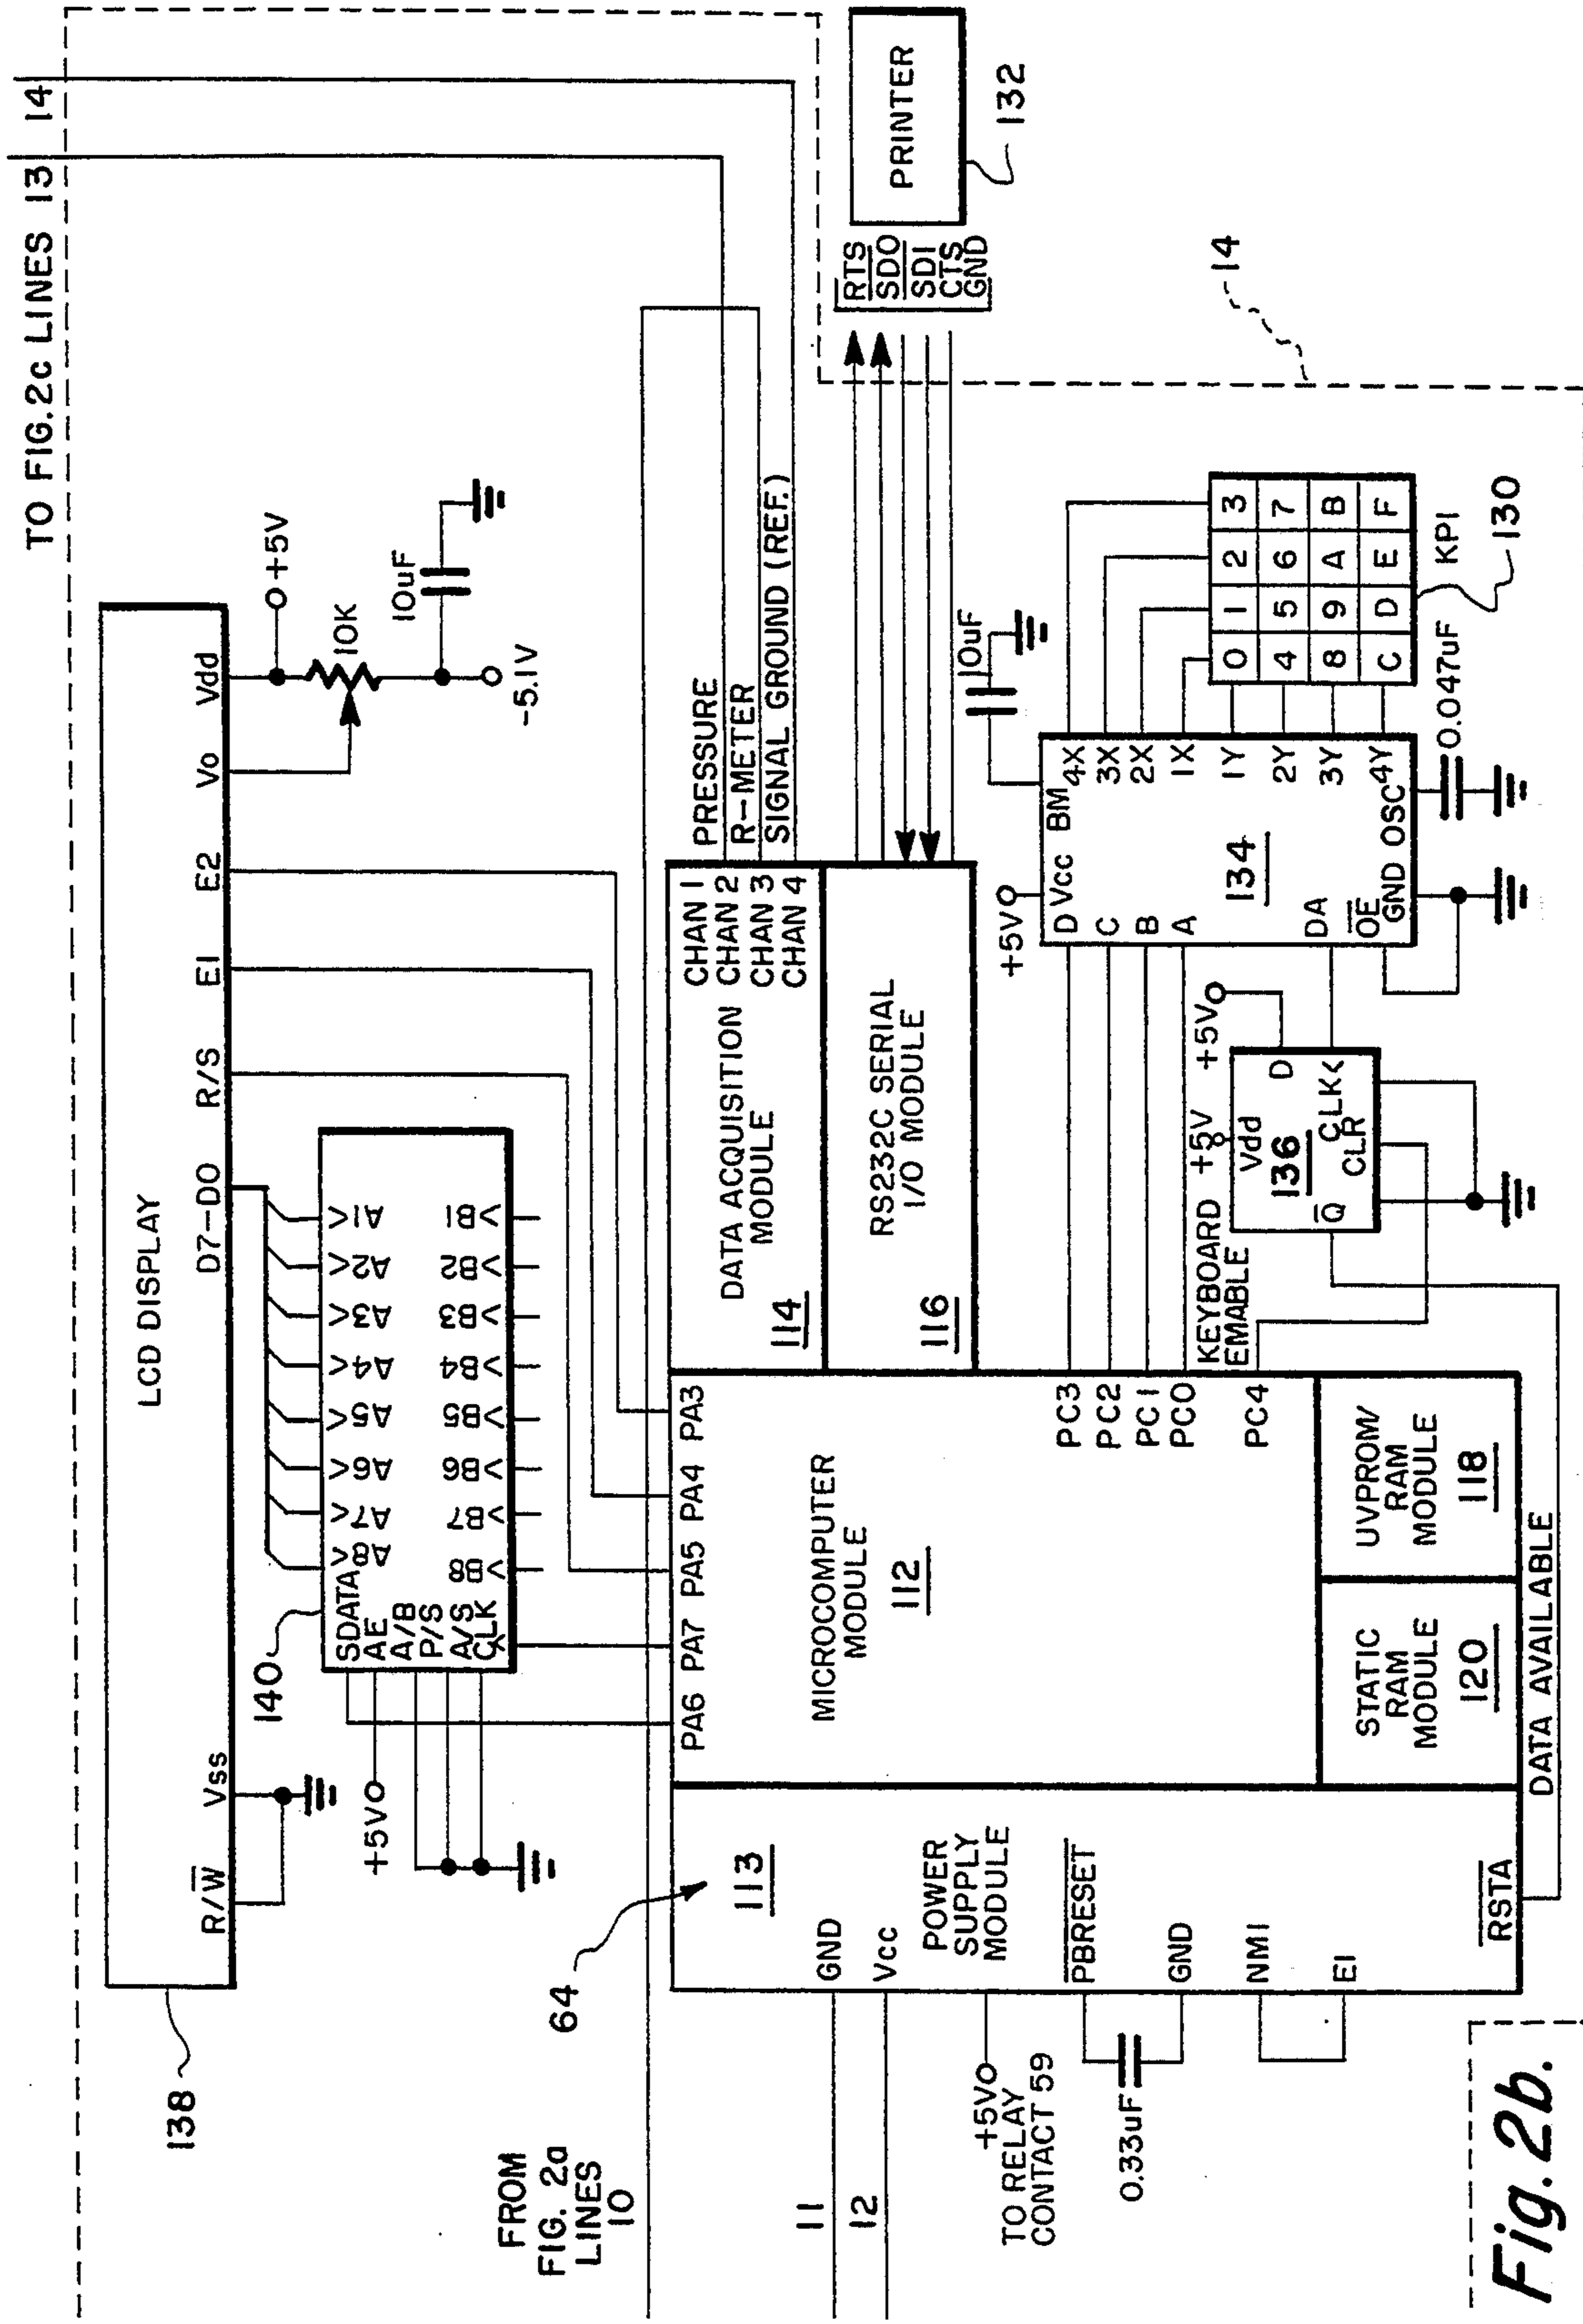 TO FIG.2c LINES 13 14
LCD DISPLAY
R/W Vss D7-D0 R/S E1 E2 Vo Vdd
138
+5V
10K
10uF
-5.1V
140
SDATA
AE
A/B
P/S
A/S
CLK
A8 A7 A6 A5 A4 A3 A2 A1
B8 B7 B6 B5 B4 B3 B2 B1
+5V
FROM
FIG. 2a
LINES
10
11
12
64
113
GND
Vcc
POWER
SUPPLY
MODULE
+5V
TO RELAY
CONTACT 59
PBRESET
0.33uF
GND
NMI
EI
RSTA
PA6 PA7 PA5 PA4 PA3
MICROCOMPUTER
MODULE
112
PC3
PC2
PC1
PC0
PC4
STATIC
RAM
MODULE
120
UVPROM/
RAM
MODULE
118
DATA AVAILABLE
DATA ACQUISITION
MODULE
114
CHAN 1
CHAN 2
CHAN 3
CHAN 4
PRESSURE
R-METER
SIGNAL GROUND (REF.)
RS232C SERIAL
I/O MODULE
116
RTS
SDO
SDI
CTS
GND
PRINTER
132
KEYBOARD
EMABLE
+5V
+5V
Vdd
D
136
CLK
CLR
Q
+5V
Vcc BM
D
C
B
A
134
DA
OE
GND OSC
4X
3X
2X
1X
1Y
2Y
3Y
4Y
10uF
0.047uF
0 1 2 3
4 5 6 7
8 9 A B
C D E F
KPI
130
14
Fig. 2b.